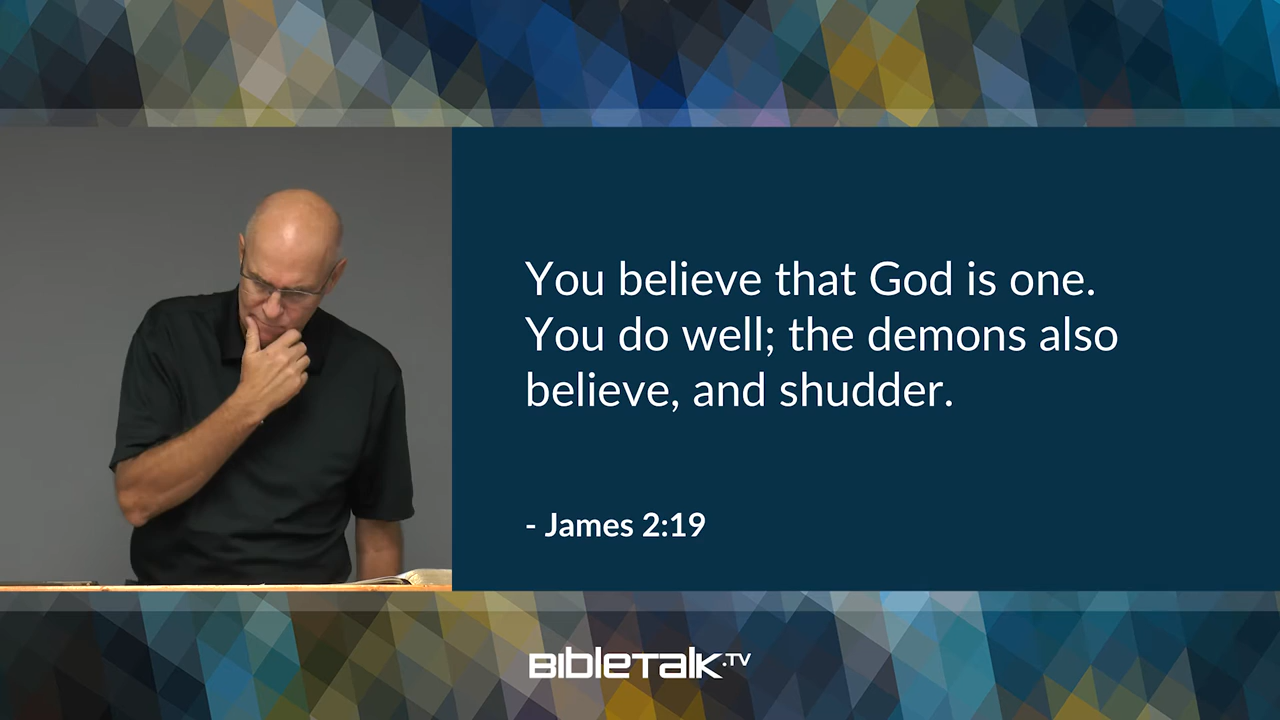 You believe that God is one.
You do well; the demons also
believe, and shudder.
- James 2:19
BIBLETALK.TV